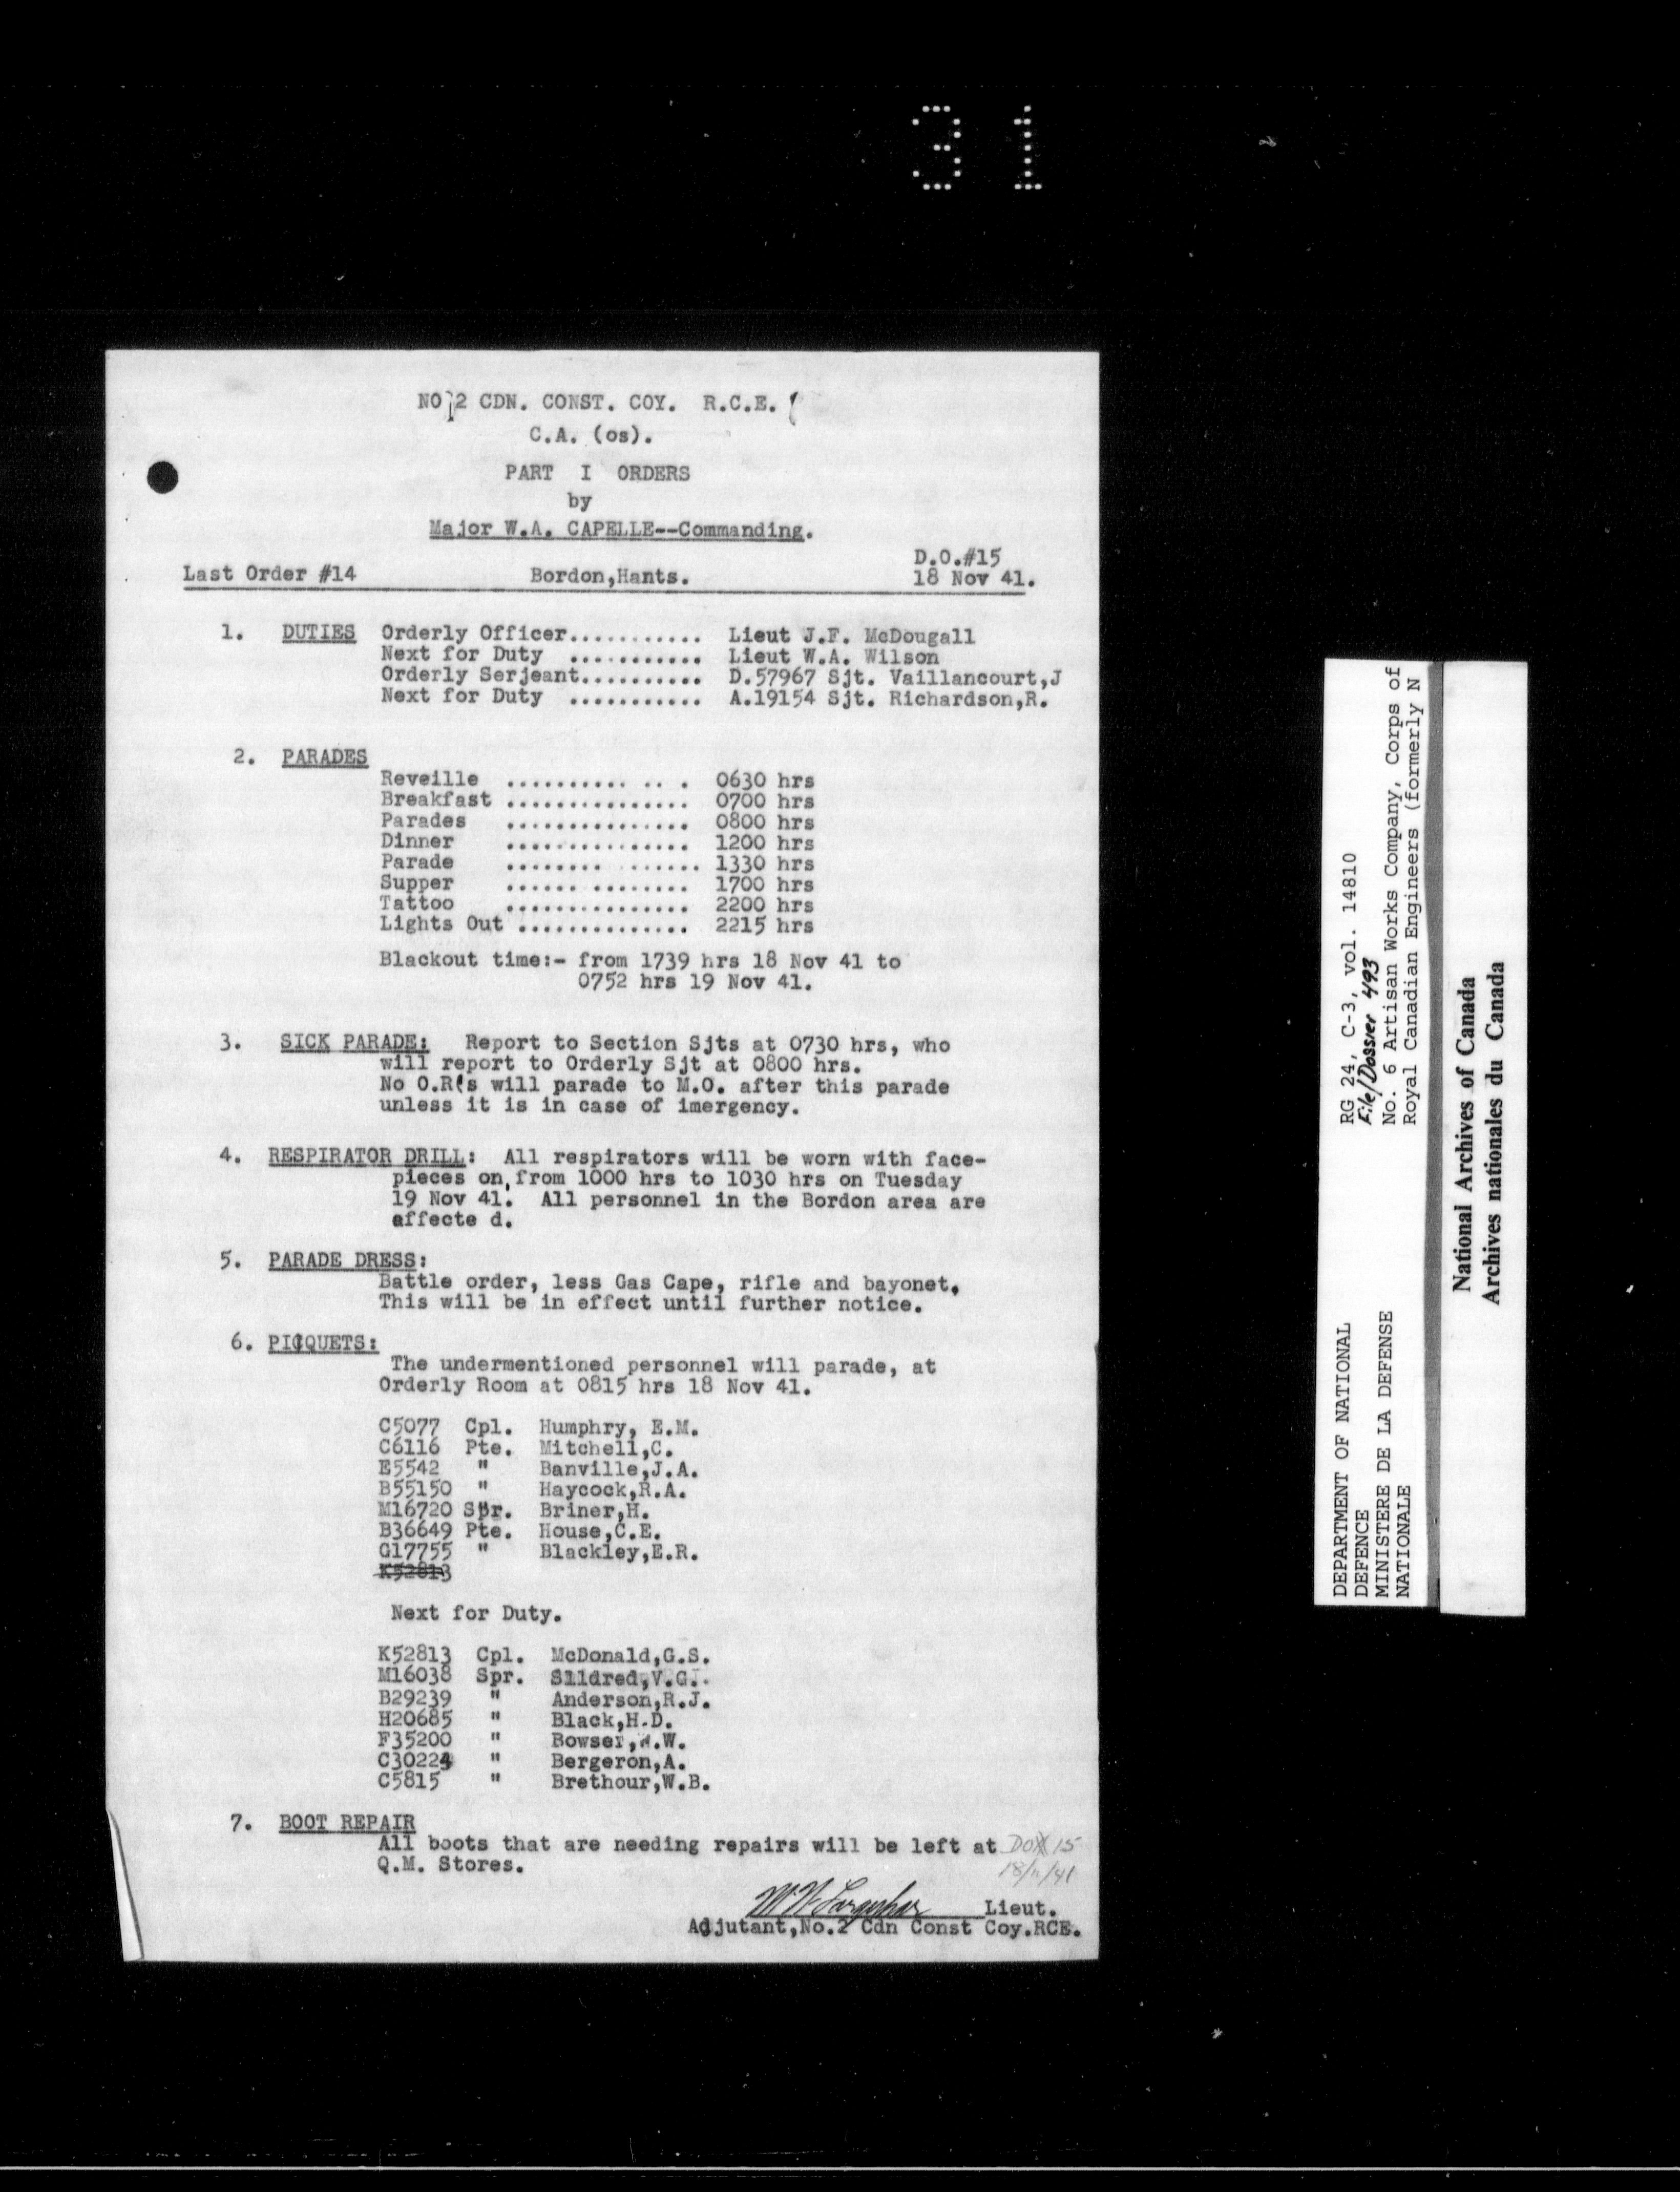 31
NO 2 CDN. CONST. COY. R.C.E.
C.A. (os).
PART I ORDERS
by
Major W.A. CAPELLE--Commanding.
D.O.#15
Last Order #14 Bordon,Hants. 18 Nov 41.
1. DUTIES Orderly Officer........... Lieut J.F. McDougall
Next for Duty ........... Lieut W.A. Wilson
Orderly Serjeant.......... D.57967 Sjt. Vaillancourt,J
Next for Duty ........... A.19154 Sjt. Richardson,R.
2. PARADES
Reveille .......... .. . 0630 hrs
Breakfast ............... 0700 hrs
Parades ............... 0800 hrs
Dinner ............... 1200 hrs
Parade ........ ....... 1330 hrs
Supper ...... ........ 1700 hrs
Tattoo ............... 2200 hrs
Lights Out .............. 2215 hrs
Blackout time:- from 1739 hrs 18 Nov 41 to
0752 hrs 19 Nov 41.
3. SICK PARADE: Report to Section Sjts at 0730 hrs, who
will report to Orderly Sjt at 0800 hrs.
No O.R's will parade to M.O. after this parade
unless it is in case of imergency.
4. RESPIRATOR DRILL: All respirators will be worn with face-
pieces on, from 1000 hrs to 1030 hrs on Tuesday
19 Nov 41. All personnel in the Bordon area are
affecte d.
5. PARADE DRESS:
Battle order, less Gas Cape, rifle and bayonet.
This will be in effect until further notice.
6. PICQUETS:
The undermentioned personnel will parade, at
Orderly Room at 0815 hrs 18 Nov 41.
C5077 Cpl. Humphry, E.M.
C6116 Pte. Mitchell,C.
E5542 " Banville,J.A.
B55150 " Haycock,R.A.
M16720 Spr. Briner,H.
B36649 Pte. House,C.E.
G17755 " Blackley,E.R.
K52813
Next for Duty.
K52813 Cpl. McDonald,G.S.
M16038 Spr. Slldred,V.G.
B29239 " Anderson,R.J.
H20685 " Black,H.D.
F35200 " Bowser, .W.
C30224 " Bergeron,A.
C5815 " Brethour,W.B.
7. BOOT REPAIR
All boots that are needing repairs will be left at DO 15
Q.M. Stores. 18/11/41
Lieut.
Adjutant,No.2 Cdn Const Coy.RCE.
RG 24, C-3, vol. 14810
File/Dossier 493
No. 6 Artisan Works Company, Corps of
Royal Canadian Engineers (formerly N
DEPARTMENT OF NATIONAL
DEFENCE
MINISTERE DE LA DEFENSE
NATIONALE
National Archives of Canada
Archives nationales du Canada